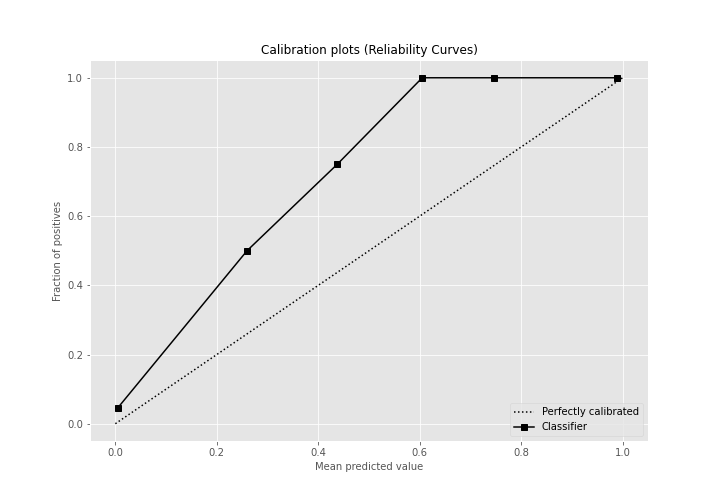 Calibration plots (Reliability Curves)
1.0
0.8
0.6
0.4
0.2
0.0
Fraction of positives
0.0 0.2 0.4 0.6 0.8 1.0
Mean predicted value
Perfectly calibrated
Classifier